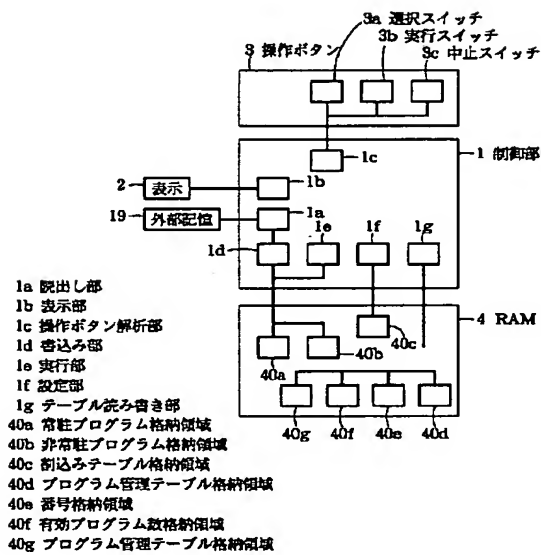 3a 選択スイッチ
3b 実行スイッチ
3 操作ボタン
3c 中止スイッチ
1c
1 制御部
2
表示
1b
19
外部記憶
1a
1e
1f
1g
1d
1a 読出し部
1b 表示部
1c 操作ボタン解析部
1d 書込み部
1e 実行部
1f 設定部
1g テーブル読み書き部
4 RAM
40c
40a
40b
40g
40f
40e
40d
40a 常駐プログラム格納領域
40b 非常駐プログラム格納領域
40c 割込みテーブル格納領域
40d プログラム管理テーブル格納領域
40e 番号格納領域
40f 有効プログラム数格納領域
40g プログラム管理テーブル格納領域